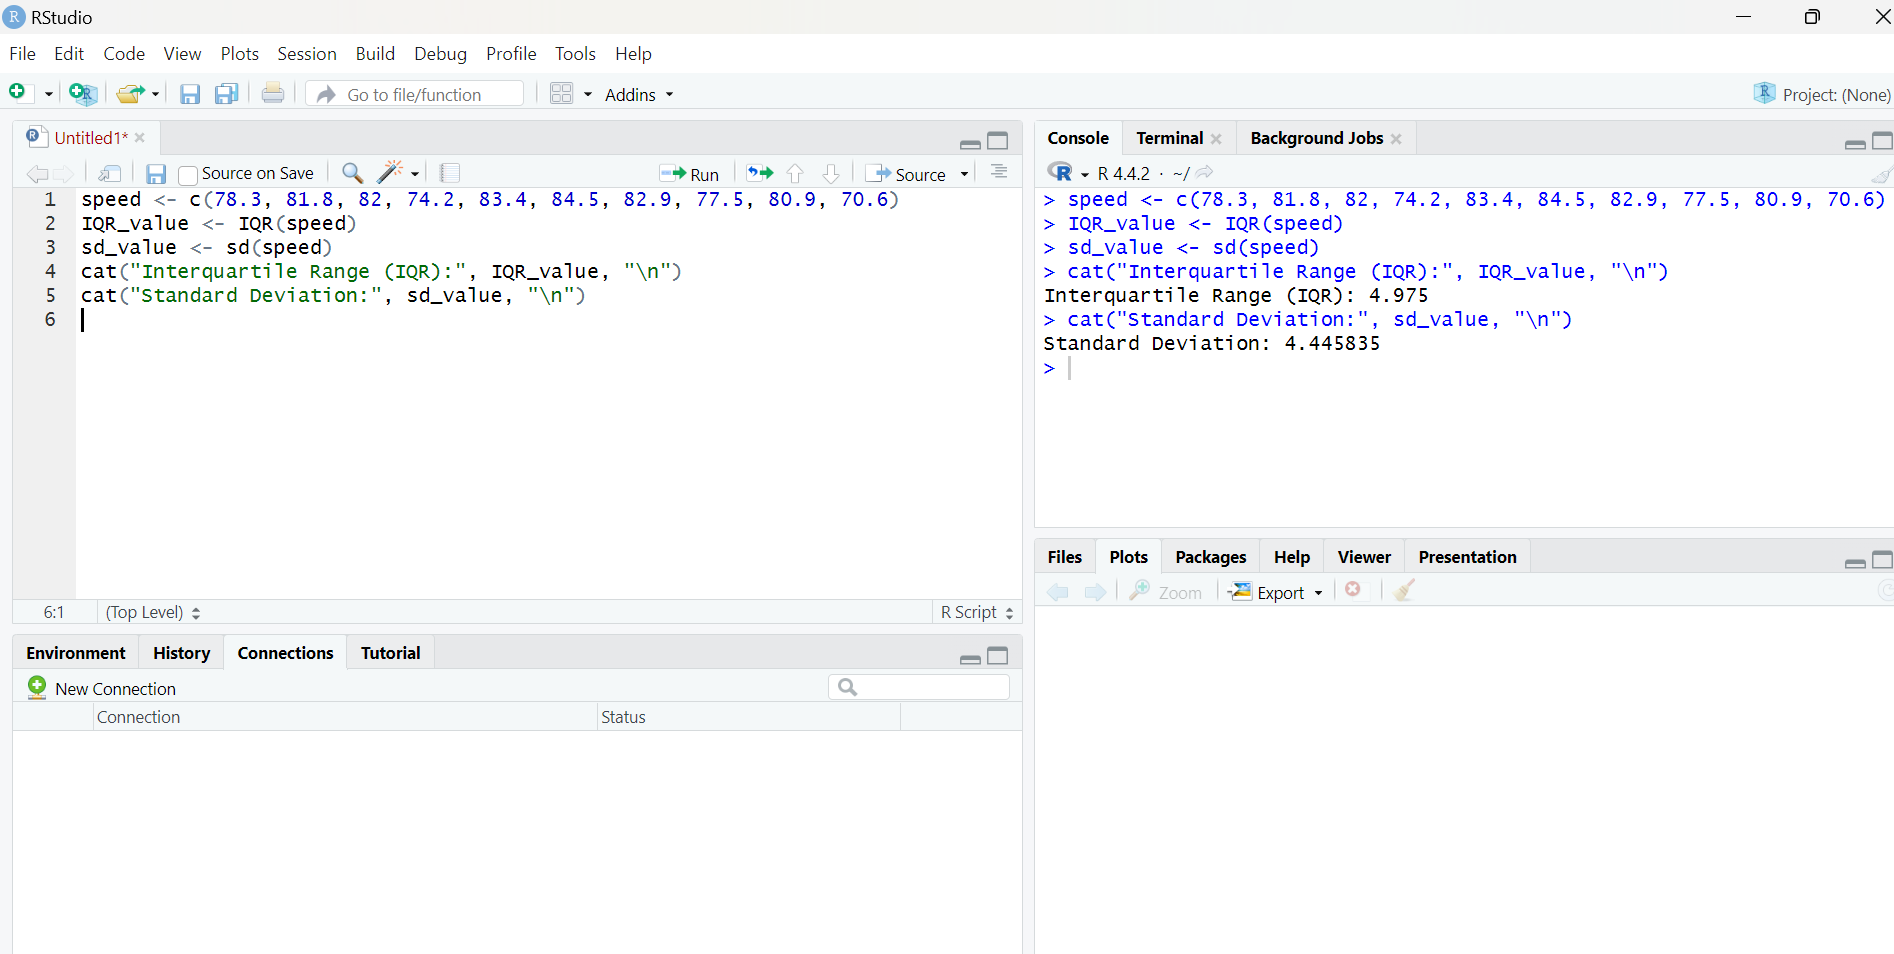 RStudio
File Edit Code View Plots Session Build Debug Profile Tools Help
Go to file/function Addins Project: (None)
Untitled1*
Source on Save Run Source
1 speed <- c(78.3, 81.8, 82, 74.2, 83.4, 84.5, 82.9, 77.5, 80.9, 70.6)
2 IQR_value <- IQR(speed)
3 sd_value <- sd(speed)
4 cat("Interquartile Range (IQR):", IQR_value, "\n")
5 cat("Standard Deviation:", sd_value, "\n")
6
6:1 (Top Level) R Script
Console Terminal Background Jobs
R 4.4.2 · ~/
> speed <- c(78.3, 81.8, 82, 74.2, 83.4, 84.5, 82.9, 77.5, 80.9, 70.6)
> IQR_value <- IQR(speed)
> sd_value <- sd(speed)
> cat("Interquartile Range (IQR):", IQR_value, "\n")
Interquartile Range (IQR): 4.975
> cat("Standard Deviation:", sd_value, "\n")
Standard Deviation: 4.445835
>
Environment History Connections Tutorial
New Connection
Connection Status
Files Plots Packages Help Viewer Presentation
Zoom Export